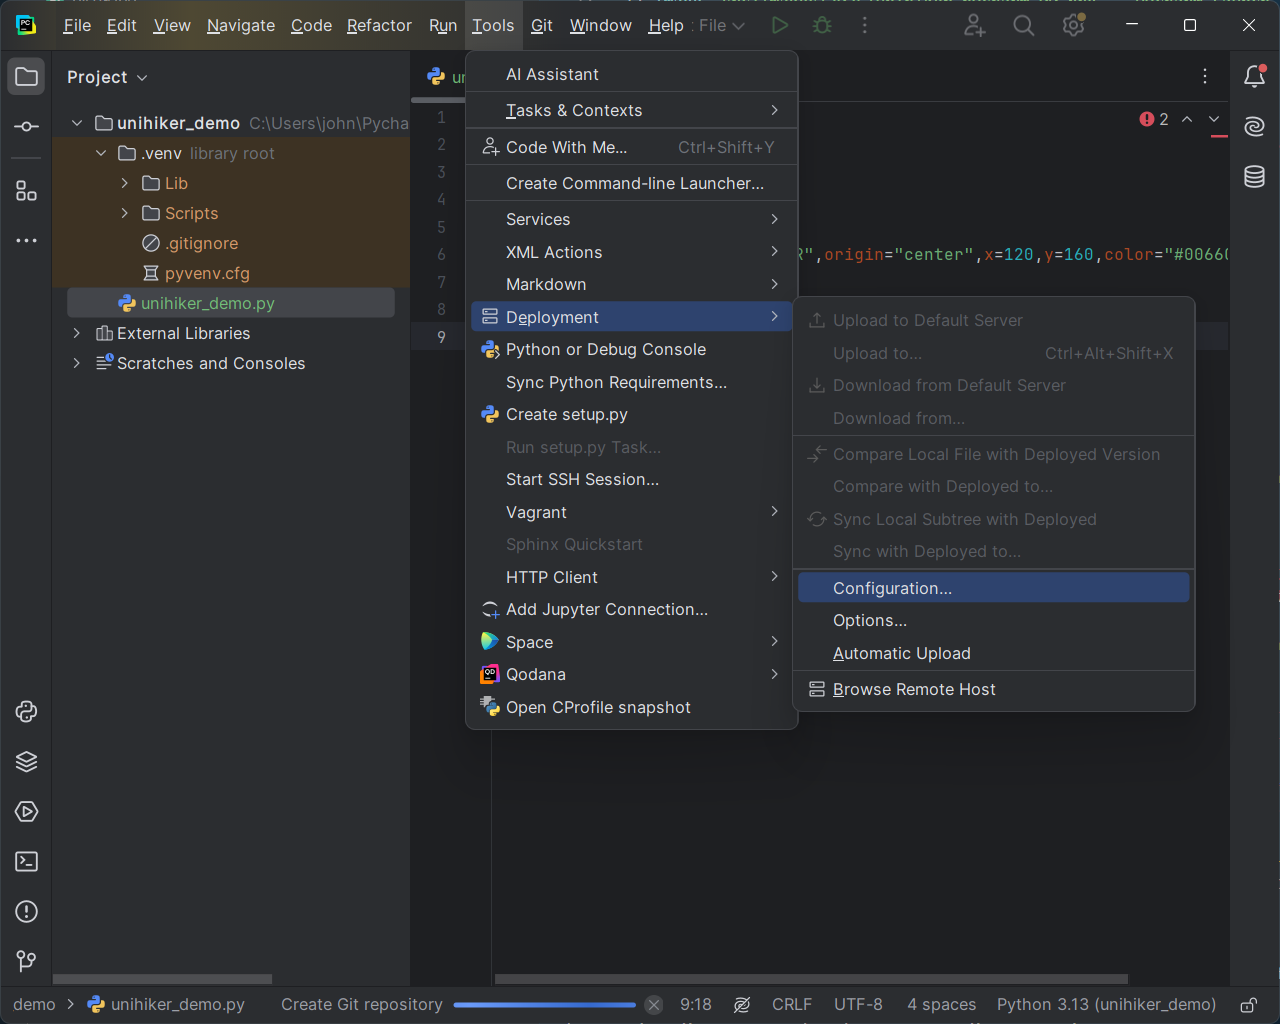 PC
File Edit View Navigate Code Refactor Run Tools Git Window Help : File
Project
unihiker_demo C:\Users\john\Pycha
.venv library root
Lib
Scripts
.gitignore
pyvenv.cfg
unihiker_demo.py
External Libraries
Scratches and Consoles
un
1
2
3
4
5
6
7
8
9
2
R",origin="center",x=120,y=160,color="#0066
AI Assistant
Tasks & Contexts
Code With Me... Ctrl+Shift+Y
Create Command-line Launcher...
Services
XML Actions
Markdown
Deployment
Python or Debug Console
Sync Python Requirements...
Create setup.py
Run setup.py Task...
Start SSH Session...
Vagrant
Sphinx Quickstart
HTTP Client
Add Jupyter Connection...
Space
QD
Qodana
Open CProfile snapshot
Upload to Default Server
Upload to... Ctrl+Alt+Shift+X
Download from Default Server
Download from...
Compare Local File with Deployed Version
Compare with Deployed to...
Sync Local Subtree with Deployed
Sync with Deployed to...
Configuration...
Options...
Automatic Upload
Browse Remote Host
demo > unihiker_demo.py Create Git repository 9:18 CRLF UTF-8 4 spaces Python 3.13 (unihiker_demo)